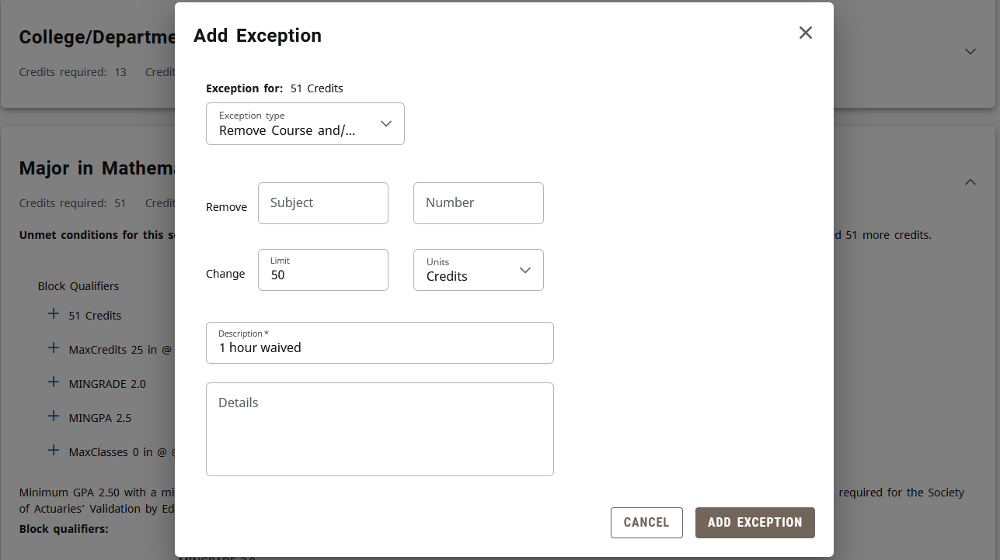 College/Departme
Credits required: 13 Credit
Add Exception
Exception for: 51 Credits
Exception type
Remove Course and/...
Major in Mathema
Credits required: 51 Credit
Remove Subject Number
Unmet conditions for this s
d 51 more credits.
Change Limit 50 Units Credits
Block Qualifiers
51 Credits
MaxCredits 25 in @
MINGRADE 2.0
MINGPA 2.5
MaxClasses 0 in @ @
Description *
1 hour waived
Details
Minimum GPA 2.50 with a mi
required for the Society
of Actuaries' Validation by Ed
Block qualifiers:
CANCEL ADD EXCEPTION